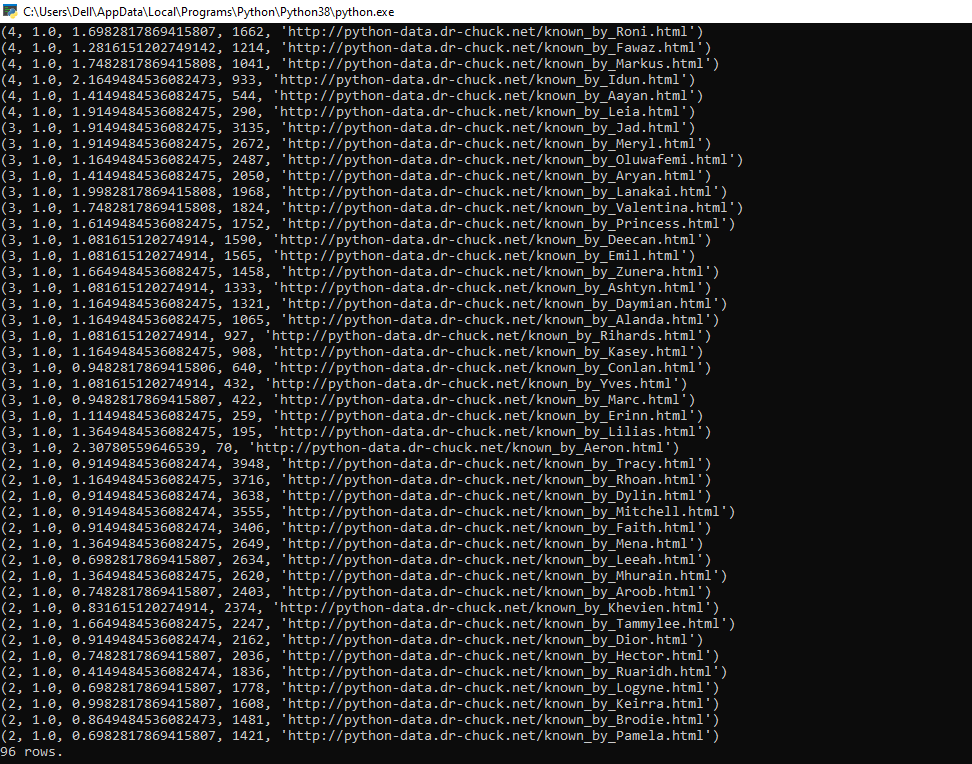 C:\Users\Dell\AppData\Local\Programs\Python\Python38\python.exe
(4, 1.0, 1.6982817869415807, 1662, 'http://python-data.dr-chuck.net/known_by_Roni.html')
(4, 1.0, 1.2816151202749142, 1214, 'http://python-data.dr-chuck.net/known_by_Fawaz.html')
(4, 1.0, 1.7482817869415808, 1041, 'http://python-data.dr-chuck.net/known_by_Markus.html')
(4, 1.0, 2.1649484536082473, 933, 'http://python-data.dr-chuck.net/known_by_Idun.html')
(4, 1.0, 1.4149484536082475, 544, 'http://python-data.dr-chuck.net/known_by_Aayan.html')
(4, 1.0, 1.9149484536082475, 290, 'http://python-data.dr-chuck.net/known_by_Leia.html')
(3, 1.0, 1.9149484536082475, 3135, 'http://python-data.dr-chuck.net/known_by_Jad.html')
(3, 1.0, 1.9149484536082475, 2672, 'http://python-data.dr-chuck.net/known_by_Meryl.html')
(3, 1.0, 1.1649484536082475, 2487, 'http://python-data.dr-chuck.net/known_by_Oluwafemi.html')
(3, 1.0, 1.4149484536082475, 2050, 'http://python-data.dr-chuck.net/known_by_Aryan.html')
(3, 1.0, 1.9982817869415808, 1968, 'http://python-data.dr-chuck.net/known_by_Lanakai.html')
(3, 1.0, 1.7482817869415808, 1824, 'http://python-data.dr-chuck.net/known_by_Valentina.html')
(3, 1.0, 1.6149484536082475, 1752, 'http://python-data.dr-chuck.net/known_by_Princess.html')
(3, 1.0, 1.081615120274914, 1590, 'http://python-data.dr-chuck.net/known_by_Deecan.html')
(3, 1.0, 1.081615120274914, 1565, 'http://python-data.dr-chuck.net/known_by_Emil.html')
(3, 1.0, 1.6649484536082475, 1458, 'http://python-data.dr-chuck.net/known_by_Zunera.html')
(3, 1.0, 1.081615120274914, 1333, 'http://python-data.dr-chuck.net/known_by_Ashtyn.html')
(3, 1.0, 1.1649484536082475, 1321, 'http://python-data.dr-chuck.net/known_by_Daymian.html')
(3, 1.0, 1.1649484536082475, 1065, 'http://python-data.dr-chuck.net/known_by_Alanda.html')
(3, 1.0, 1.081615120274914, 927, 'http://python-data.dr-chuck.net/known_by_Rihards.html')
(3, 1.0, 1.1649484536082475, 908, 'http://python-data.dr-chuck.net/known_by_Kasey.html')
(3, 1.0, 0.9482817869415806, 640, 'http://python-data.dr-chuck.net/known_by_Conlan.html')
(3, 1.0, 1.081615120274914, 432, 'http://python-data.dr-chuck.net/known_by_Yves.html')
(3, 1.0, 0.9482817869415807, 422, 'http://python-data.dr-chuck.net/known_by_Marc.html')
(3, 1.0, 1.1149484536082475, 259, 'http://python-data.dr-chuck.net/known_by_Erinn.html')
(3, 1.0, 1.3649484536082475, 195, 'http://python-data.dr-chuck.net/known_by_Lilias.html')
(3, 1.0, 2.30780559646539, 70, 'http://python-data.dr-chuck.net/known_by_Aeron.html')
(2, 1.0, 0.9149484536082474, 3948, 'http://python-data.dr-chuck.net/known_by_Tracy.html')
(2, 1.0, 1.1649484536082475, 3716, 'http://python-data.dr-chuck.net/known_by_Rhoan.html')
(2, 1.0, 0.9149484536082474, 3638, 'http://python-data.dr-chuck.net/known_by_Dylin.html')
(2, 1.0, 0.9149484536082474, 3555, 'http://python-data.dr-chuck.net/known_by_Mitchell.html')
(2, 1.0, 0.9149484536082474, 3406, 'http://python-data.dr-chuck.net/known_by_Faith.html')
(2, 1.0, 1.3649484536082475, 2649, 'http://python-data.dr-chuck.net/known_by_Mena.html')
(2, 1.0, 0.6982817869415807, 2634, 'http://python-data.dr-chuck.net/known_by_Leeah.html')
(2, 1.0, 1.3649484536082475, 2620, 'http://python-data.dr-chuck.net/known_by_Mhurain.html')
(2, 1.0, 0.7482817869415807, 2403, 'http://python-data.dr-chuck.net/known_by_Aroob.html')
(2, 1.0, 0.831615120274914, 2374, 'http://python-data.dr-chuck.net/known_by_Khevien.html')
(2, 1.0, 1.6649484536082475, 2247, 'http://python-data.dr-chuck.net/known_by_Tammylee.html')
(2, 1.0, 0.9149484536082474, 2162, 'http://python-data.dr-chuck.net/known_by_Dior.html')
(2, 1.0, 0.7482817869415807, 2036, 'http://python-data.dr-chuck.net/known_by_Hector.html')
(2, 1.0, 0.4149484536082474, 1836, 'http://python-data.dr-chuck.net/known_by_Ruaridh.html')
(2, 1.0, 0.6982817869415807, 1778, 'http://python-data.dr-chuck.net/known_by_Logyne.html')
(2, 1.0, 0.9982817869415807, 1608, 'http://python-data.dr-chuck.net/known_by_Keirra.html')
(2, 1.0, 0.8649484536082473, 1481, 'http://python-data.dr-chuck.net/known_by_Brodie.html')
(2, 1.0, 0.6982817869415807, 1421, 'http://python-data.dr-chuck.net/known_by_Pamela.html')
96 rows.